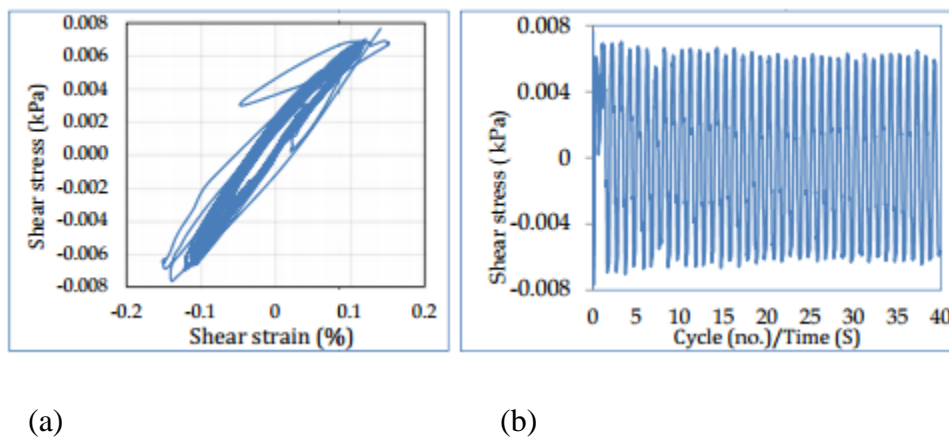 0.008
0.006
0.004
0.002
0.000
-0.002
-0.004
-0.006
-0.008
Shear stress (kPa)
-0.2 -0.1 0 0.1 0.2
Shear strain (%)
0.008
0.004
0
-0.004
-0.008
Shear stress ( kPa)
0 5 10 15 20 25 30 35 40
Cycle (no.)/Time (S)
(a) (b)